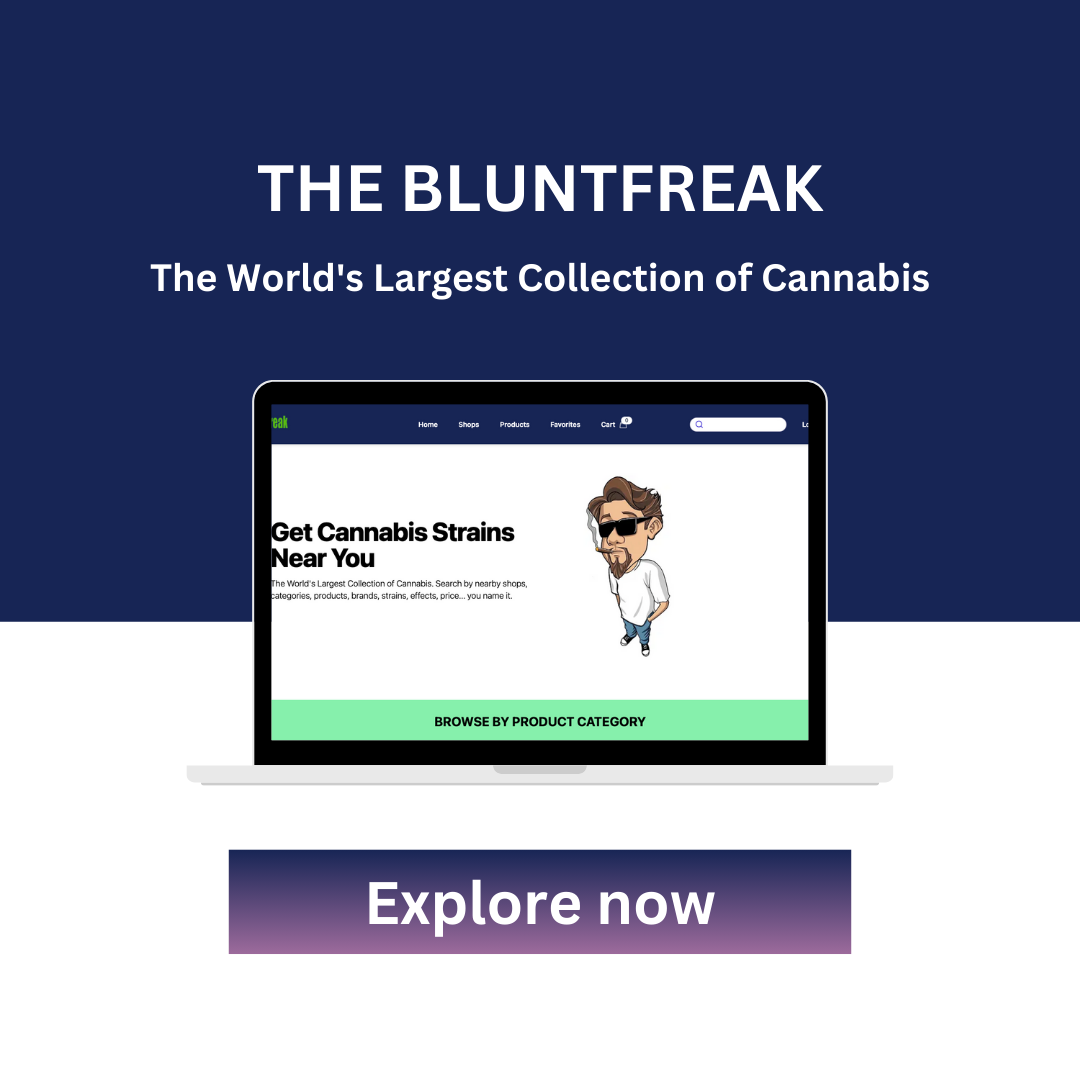 THE BLUNTFREAK
The World's Largest Collection of Cannabis
eak
Home Shops Products Favorites Cart 0
Get Cannabis Strains
Near You
The World's Largest Collection of Cannabis. Search by nearby shops,
categories, products, brands, strains, effects, price... you name it.
BROWSE BY PRODUCT CATEGORY
Explore now